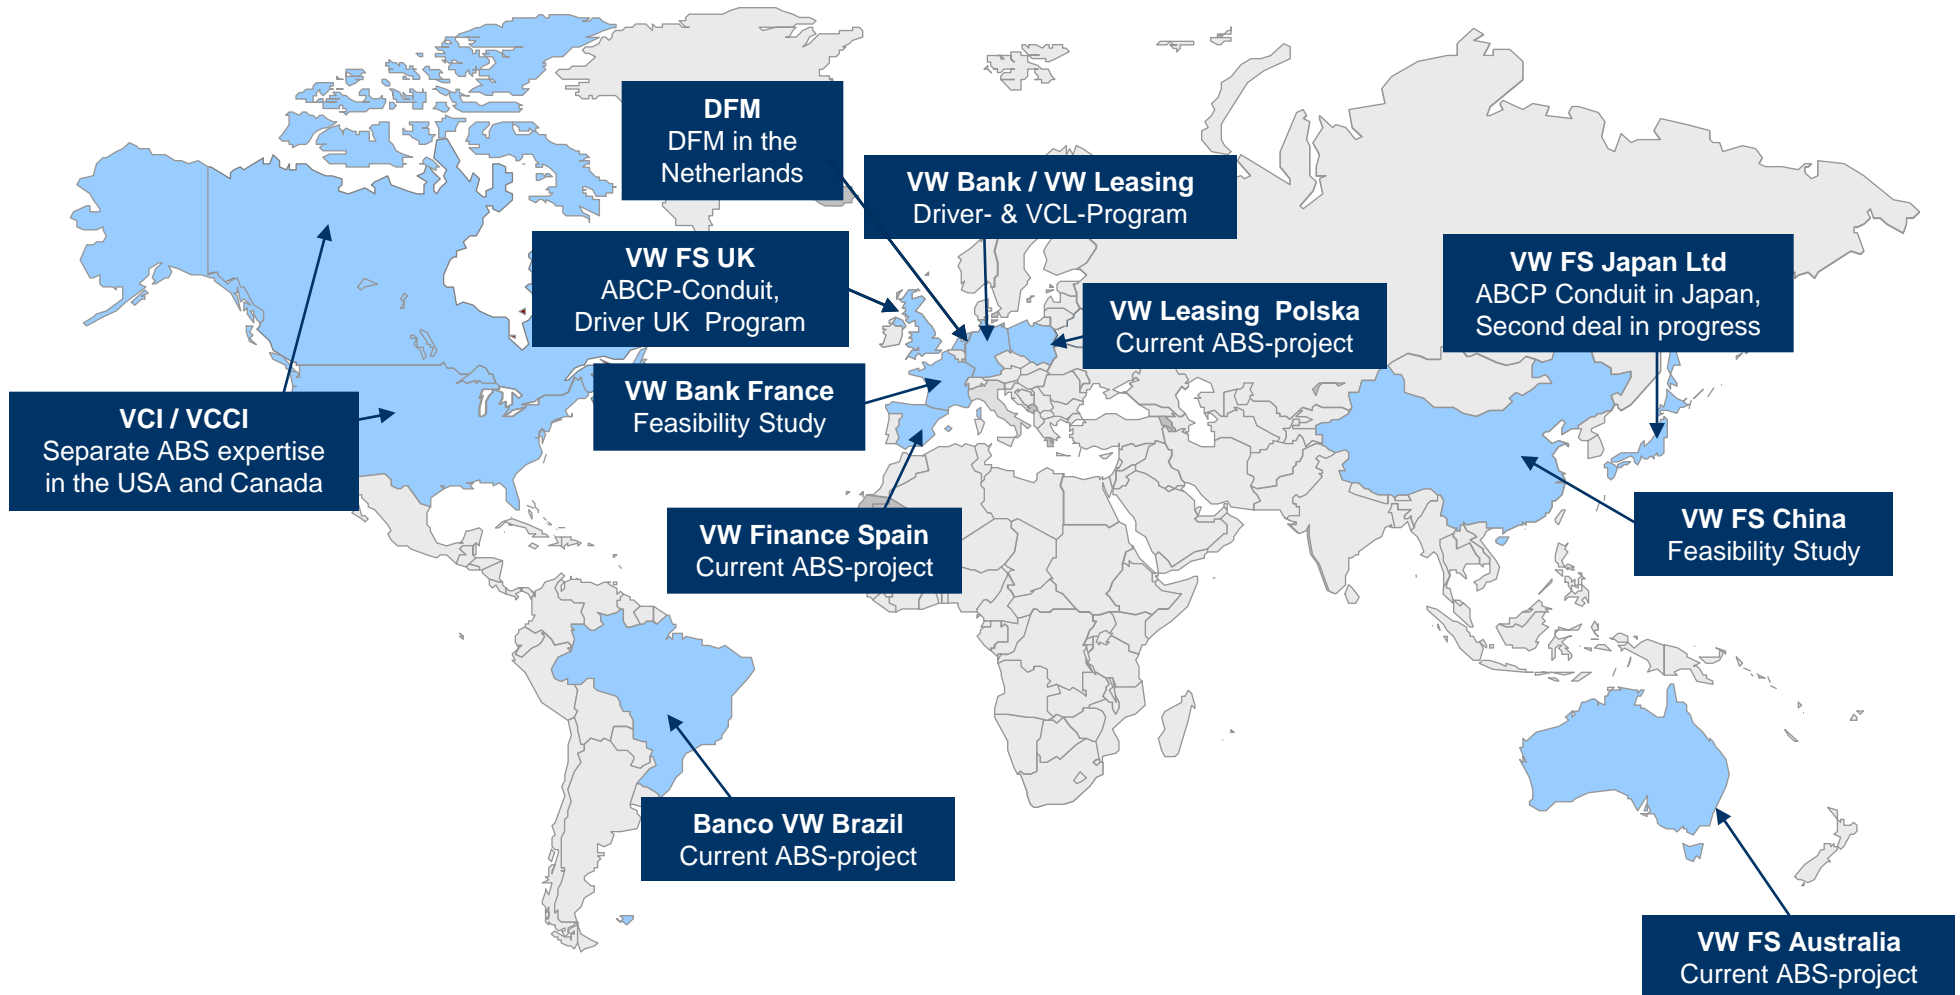 DFM
DFM in the
Netherlands
VW Bank / VW Leasing
Driver- & VCL-Program
VW FS UK
ABCP-Conduit,
Driver UK Program
VW FS Japan Ltd
ABCP Conduit in Japan,
Second deal in progress
VW Leasing Polska
Current ABS-project
VW Bank France
Feasibility Study
VCI / VCCI
Separate ABS expertise
in the USA and Canada
VW FS China
Feasibility Study
VW Finance Spain
Current ABS-project
Banco VW Brazil
Current ABS-project
VW FS Australia
Current ABS-project